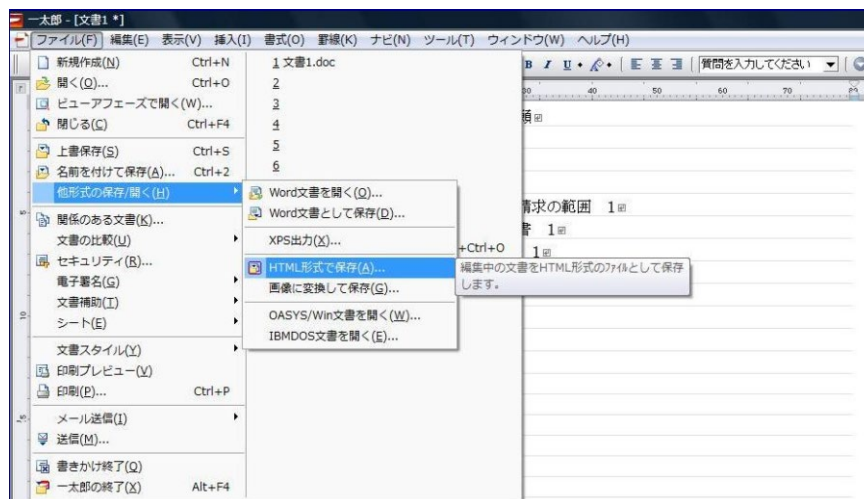 一太郎 - [文書1 *]
ファイル(F) 編集(E) 表示(V) 挿入(I) 書式(O) 罫線(K) ナビ(N) ツール(T) ウィンドウ(W) ヘルプ(H)
B I U 質問を入力してください
新規作成(N) Ctrl+N
開く(O)... Ctrl+O
ビューアフェーズで開く(W)...
閉じる(C) Ctrl+F4
上書保存(S) Ctrl+S
名前を付けて保存(A)... Ctrl+2
他形式の保存/開く(H)
関係のある文書(K)...
文書の比較(U)
セキュリティ(R)...
電子署名(G)
文書補助(T)
シート(E)
文書スタイル(Y)
印刷プレビュー(V)
印刷(P)... Ctrl+P
メール送信(I)
送信(M)...
書きかけ終了(Q)
一太郎の終了(X) Alt+F4
1 文書1.doc
2
3
4
5
6
Word文書を開く(O)...
Word文書として保存(D)...
XPS出力(X)...
HTML形式で保存(A)...
画像に変換して保存(G)...
OASYS/Win文書を開く(W)...
IBMDOS文書を開く(E)...
+Ctrl+O
編集中の文書をHTML形式のファイルとして保存
します。
40 50 60 70
請求の範囲 1
書 1
1
10